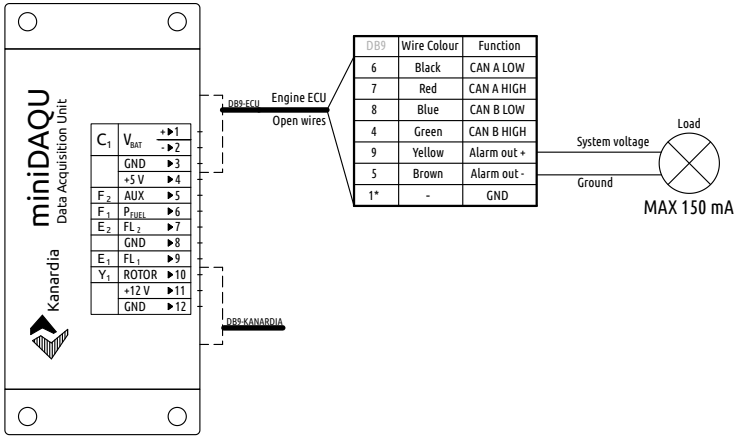 miniDAQU
Data Acquisition Unit
Kanardia
C1 VBAT + ▶1
- ▶2
GND ▶3
+5 V ▶4
F2 AUX ▶5
F1 PFUEL ▶6
E2 FL2 ▶7
GND ▶8
E1 FL1 ▶9
Y1 ROTOR ▶10
+12 V ▶11
GND ▶12
DB9-ECU
Engine ECU
Open wires
DB9-KANARDIA
DB9 Wire Colour Function
6 Black CAN A LOW
7 Red CAN A HIGH
8 Blue CAN B LOW
4 Green CAN B HIGH
9 Yellow Alarm out +
5 Brown Alarm out -
1* - GND
System voltage
Ground
Load
MAX 150 mA